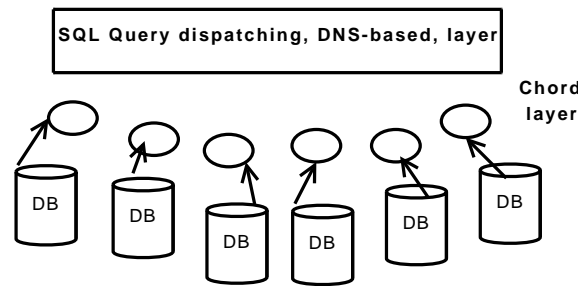 SQL Query dispatching, DNS-based, layer
Chord
layer
DB
DB
DB
DB
DB
DB